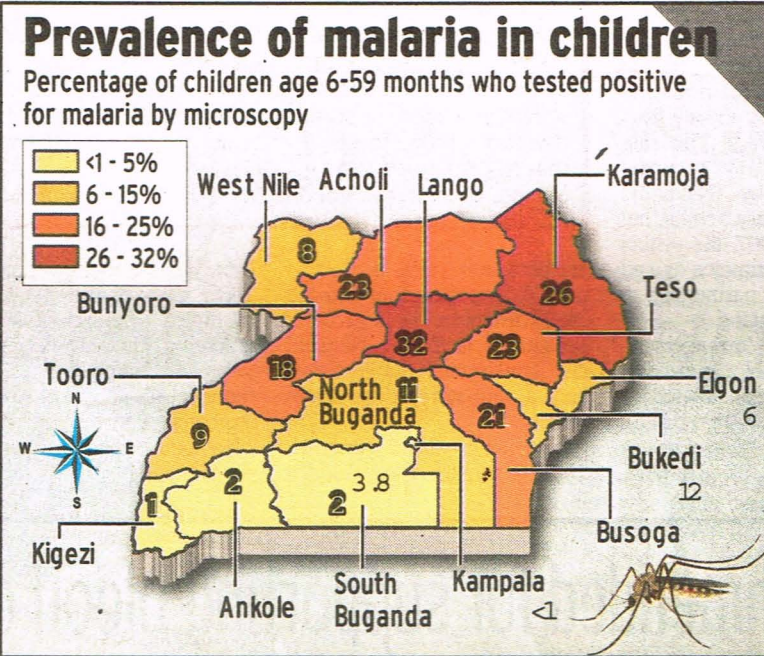 Prevalence of malaria in children
Percentage of children age 6-59 months who tested positive
for malaria by microscopy
<1 - 5%
6 - 15%
16 - 25%
26 - 32%
West Nile
Acholi
Lango
Karamoja
8
23
26
Bunyoro
Teso
32
23
18
Tooro
North
Buganda
11
21
Elgon
6
N
W
E
S
9
Bukedi
12
1
2
2
3.8
Busoga
Kigezi
Ankole
South
Buganda
Kampala
<1